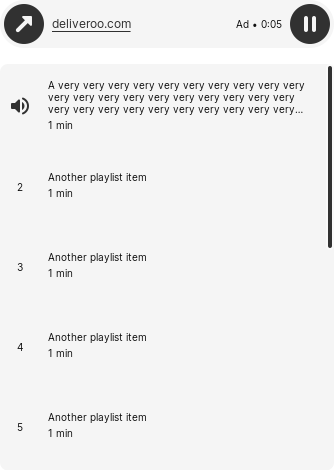 deliveroo.com
Ad • 0:05
A very very very very very very very very very very
very very very very very very very very very very
very very very very very very very very very very...
1 min
2
Another playlist item
1 min
3
Another playlist item
1 min
4
Another playlist item
1 min
5
Another playlist item
1 min